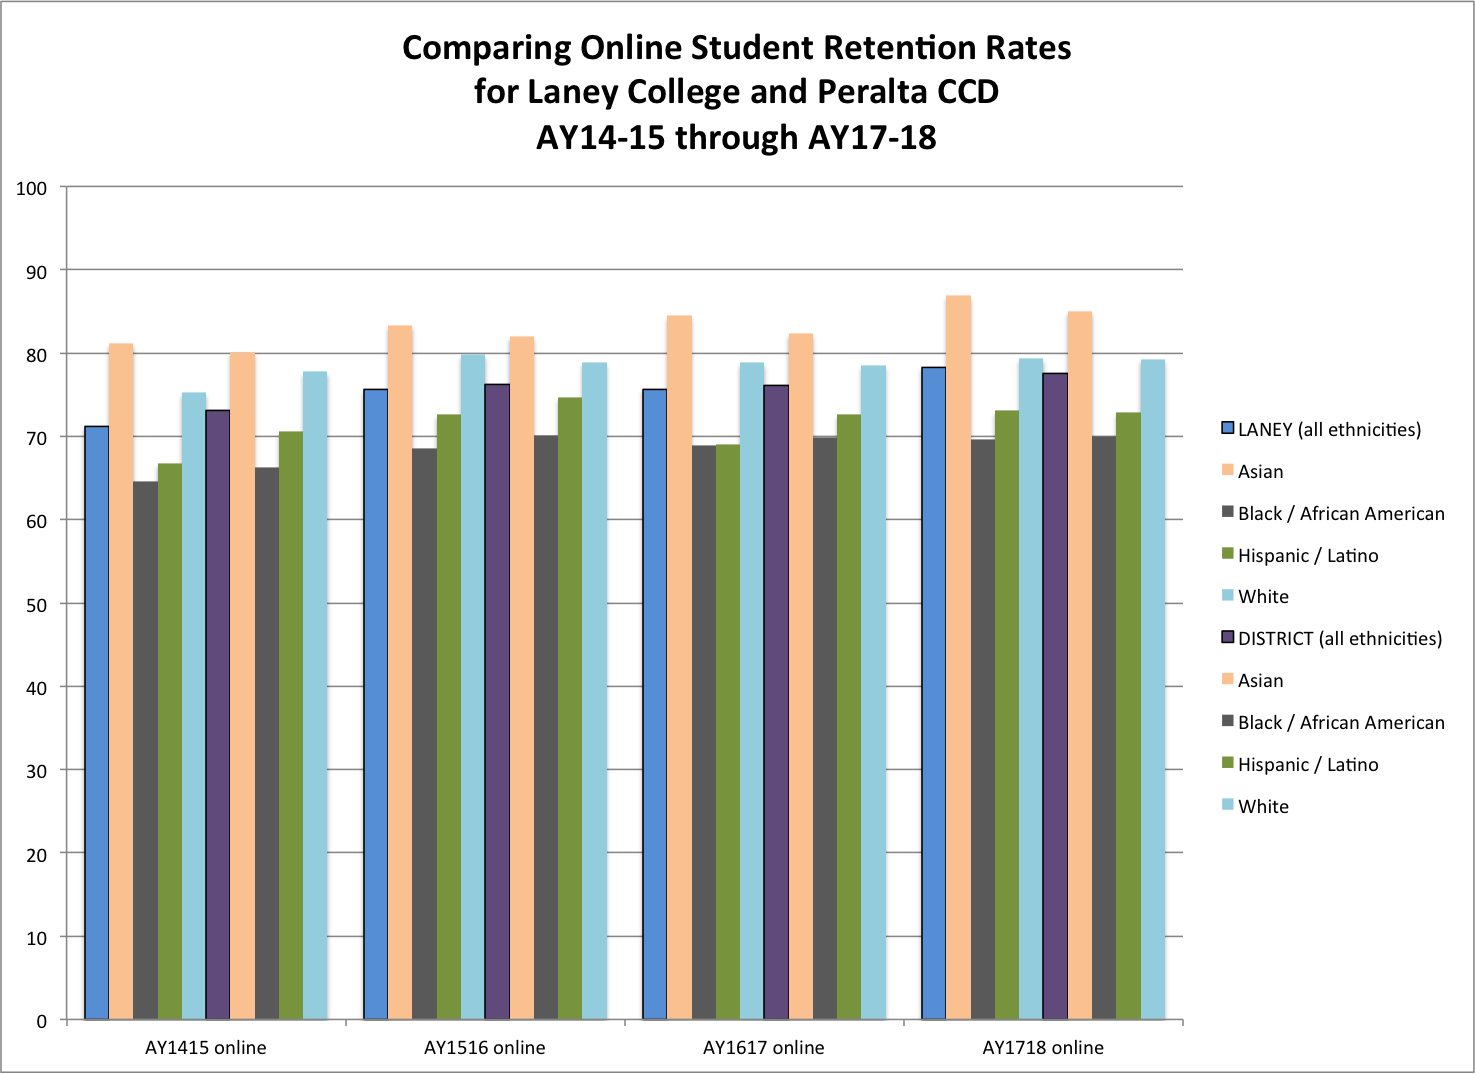 Comparing Online Student Retention Rates
for Laney College and Peralta CCD
AY14-15 through AY17-18
100
90
80
70
60
50
40
30
20
10
0
AY1415 online
AY1516 online
AY1617 online
AY1718 online
LANEY (all ethnicities)
Asian
Black / African American
Hispanic / Latino
White
DISTRICT (all ethnicities)
Asian
Black / African American
Hispanic / Latino
White